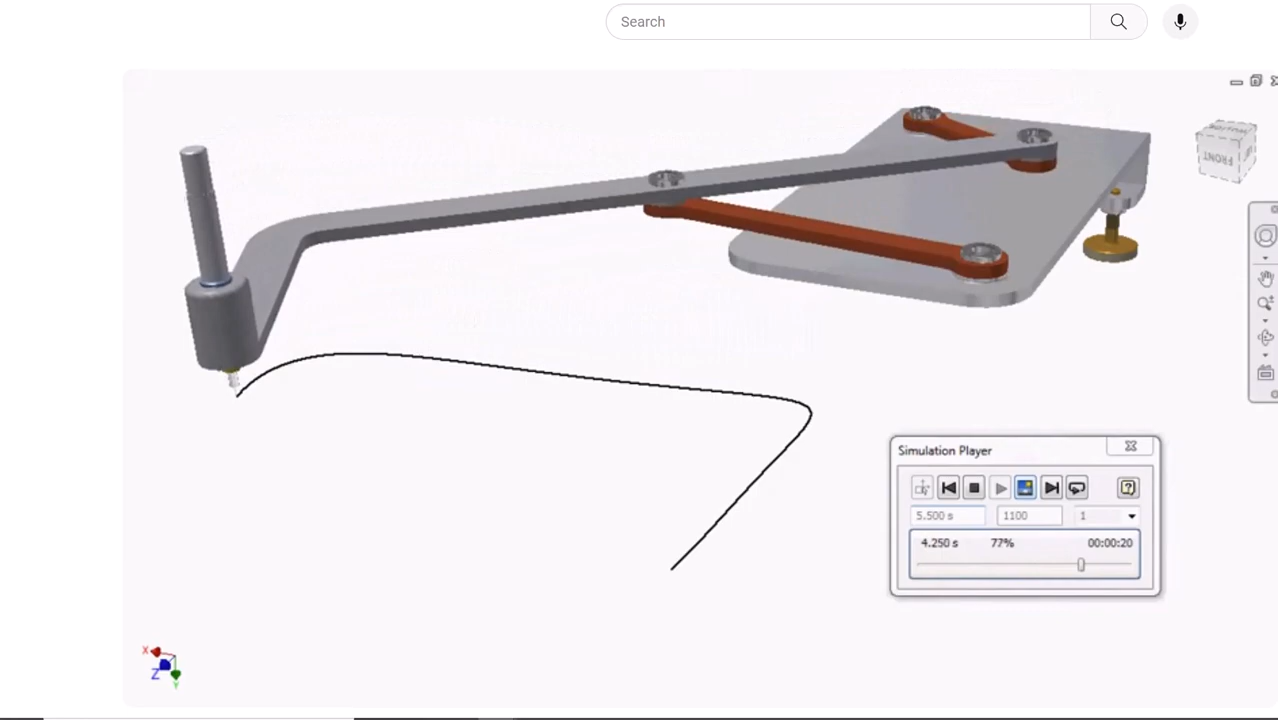 Search
FRONT
Simulation Player
5.500 s 1100 1
4.250 s 77% 00:00:20
X
Z
Y